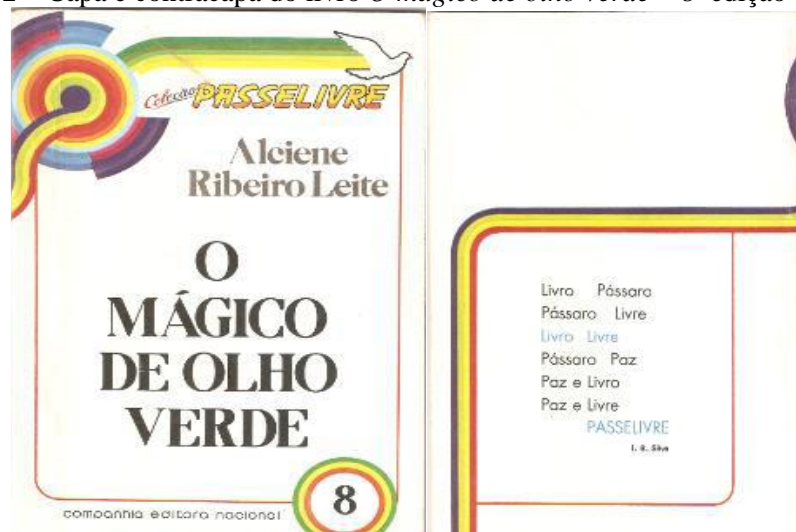 Capa e contracapa do livro O mágico de olho verde
edição
Coleção PASSELIVRE
Alciene
Ribeiro Leite
O
MÁGICO
DE OLHO
VERDE
8
companhia editora nacional
Livro Pássaro
Pássaro Livre
Livro Livre
Pássaro Paz
Paz e Livro
Paz e Livre
PASSELIVRE
Silva